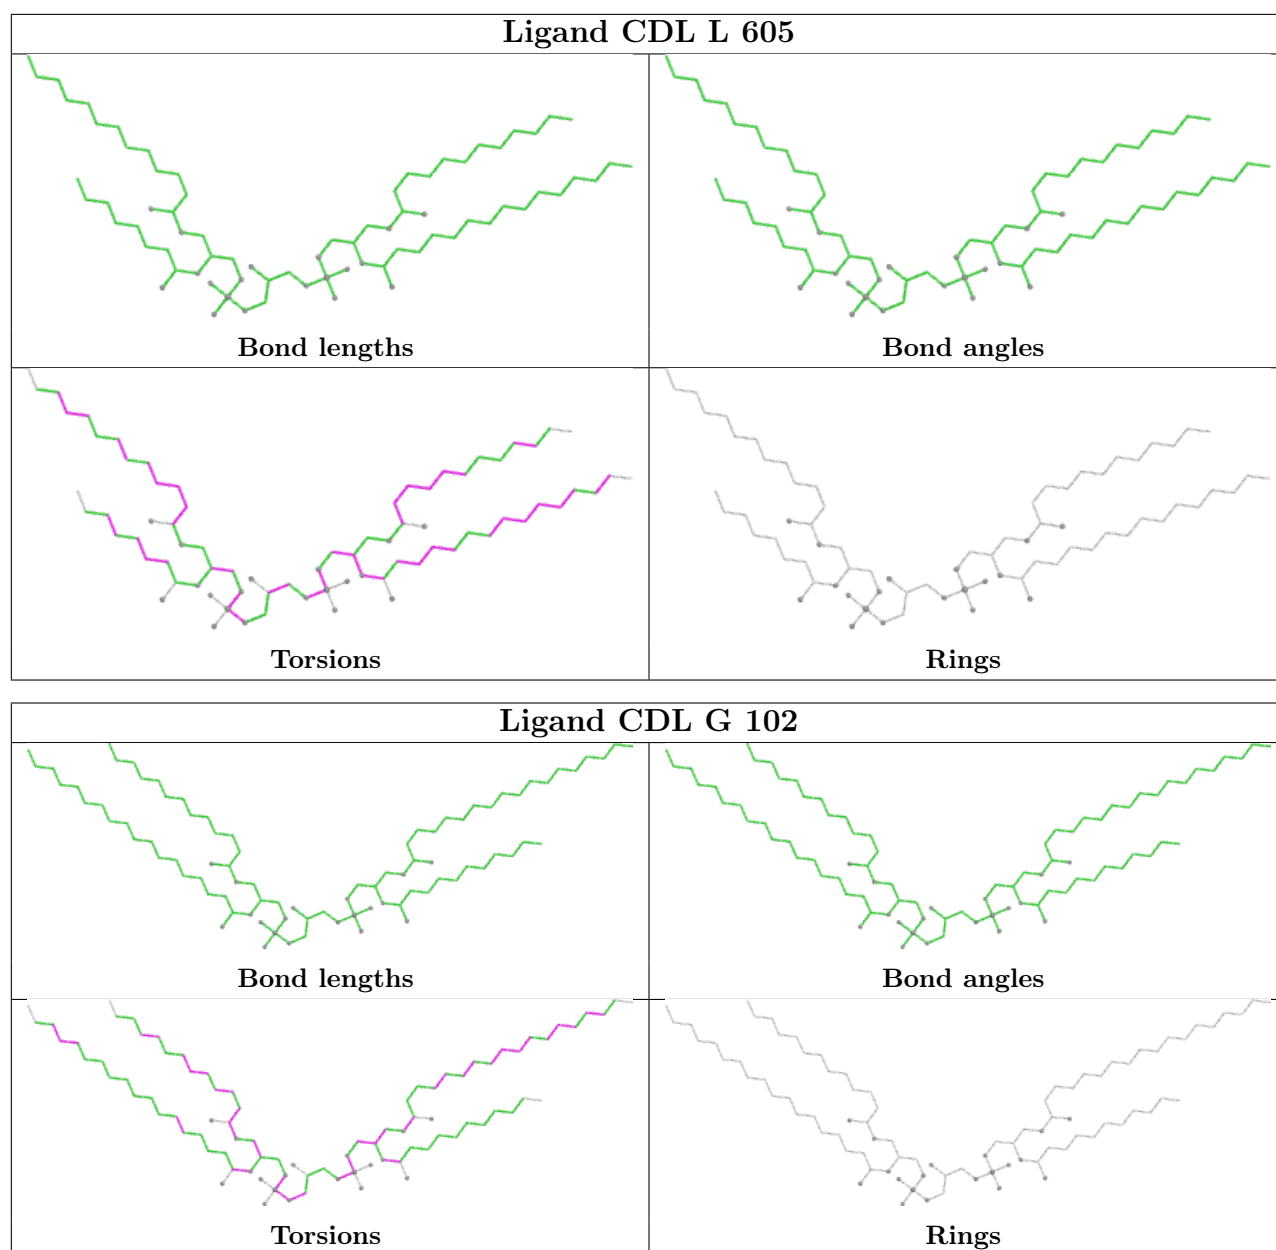 Ligand CDL L 605
Bond lengths
Bond angles
Torsions
Rings
Ligand CDL G 102
Bond lengths
Bond angles
Torsions
Rings